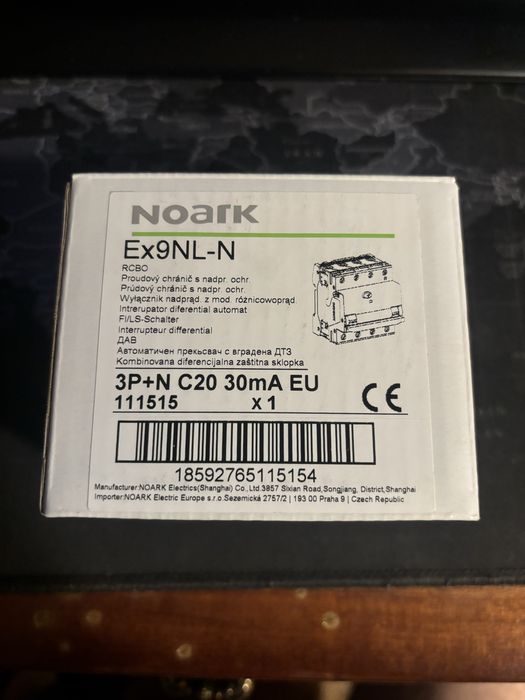 NOARK
Ex9NL-N
RCBO
Proudový chránič s nadpr. ochr.
Prúdový chránič s nadpr. ochr.
Wyłącznik nadprąd. z mod. różnicowoprąd.
Intrerupator diferential automat
FI/LS-Schalter
Interrupteur differential
ДАВ
Автоматичен прекъсвач с вградена ДТЗ
Kombinovana diferencijalna zaštitna sklopka
3P+N C20 30mA EU
111515 x 1
CE
18592765115154
Manufacturer:NOARK Electrics(Shanghai) Co.,Ltd.3857 Sixian Road,Songjiang, District,Shanghai
Importer:NOARK Electric Europe s.r.o.Sezemická 2757/2 | 193 00 Praha 9 | Czech Republic